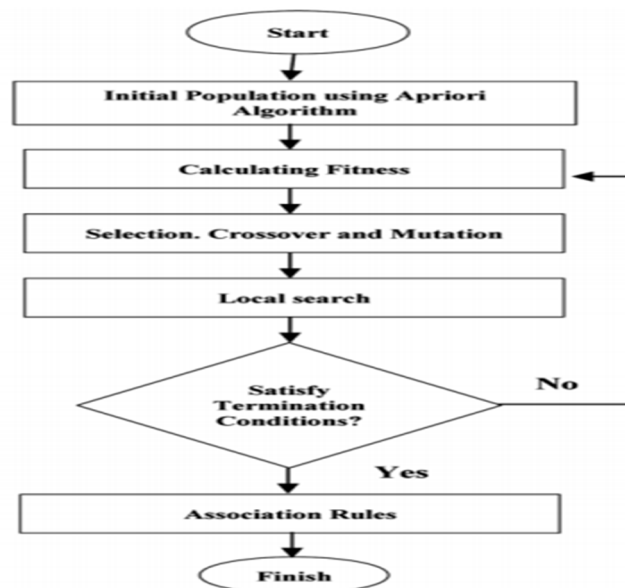 Start
Initial Population using Apriori
Algorithm
Calculating Fitness
Selection. Crossover and Mutation
Local search
Satisfy
Termination
Conditions?
No
Yes
Association Rules
Finish